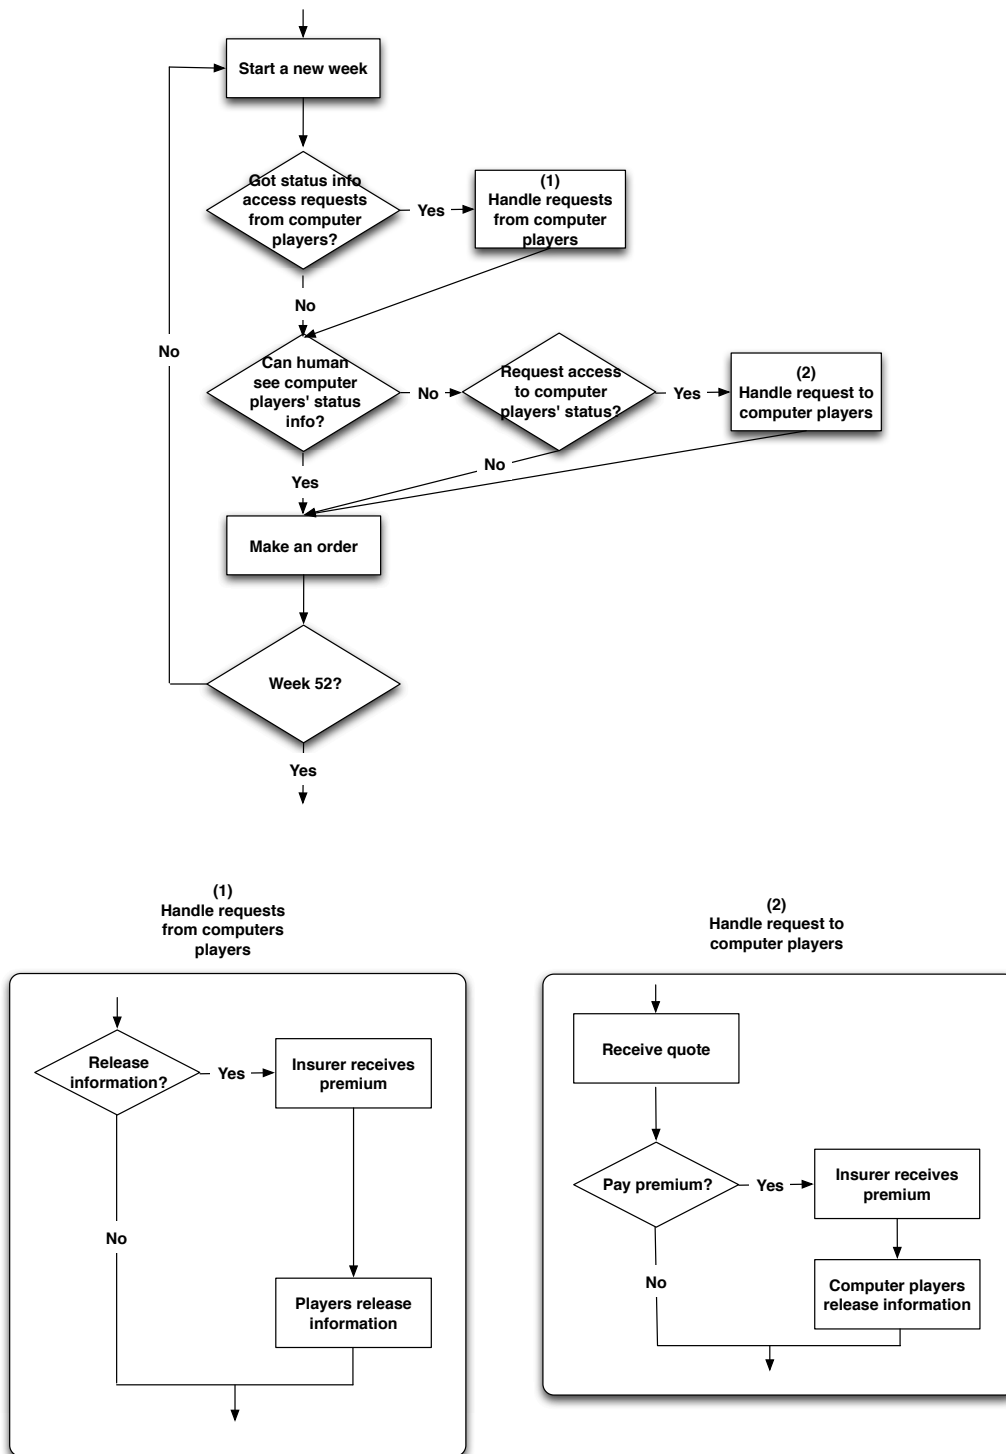 Start a new week
Got status info
access requests
from computer
players?
Yes
(1)
Handle requests
from computer
players
No
No
Can human
see computer
players' status
info?
No
Request access
to computer
players' status?
Yes
(2)
Handle request to
computer players
No
Yes
Make an order
Week 52?
Yes
(1)
Handle requests
from computers
players
(2)
Handle request to
computer players
Release
information?
Yes
Insurer receives
premium
No
Players release
information
Receive quote
Pay premium?
Yes
Insurer receives
premium
No
Computer players
release information